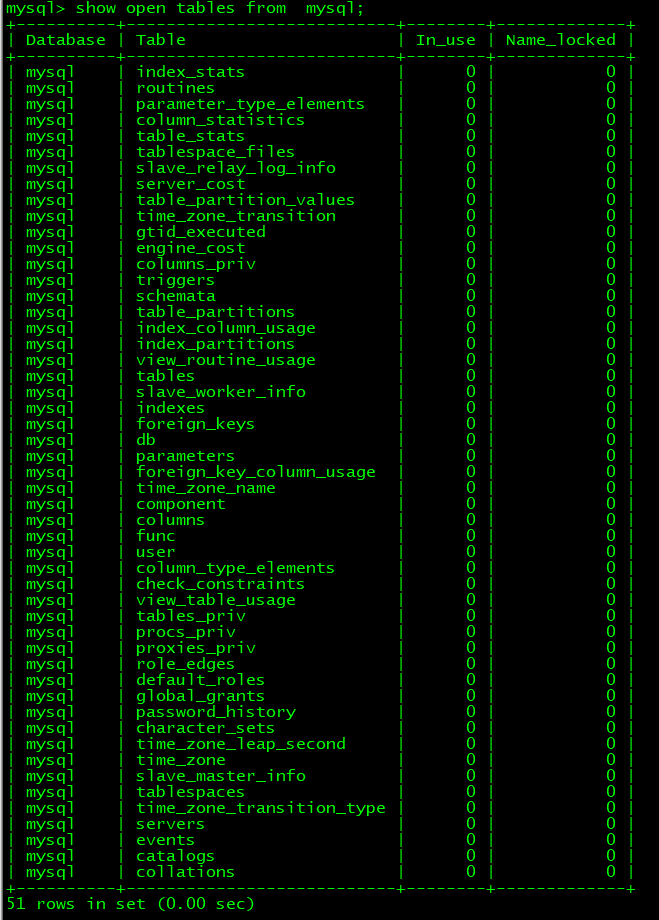 mysql> show open tables from  mysql;
+----------+---------------------------+--------+-------------+
| Database | Table                     | In_use | Name_locked |
+----------+---------------------------+--------+-------------+
| mysql    | index_stats               |      0 |           0 |
| mysql    | routines                  |      0 |           0 |
| mysql    | parameter_type_elements   |      0 |           0 |
| mysql    | column_statistics         |      0 |           0 |
| mysql    | table_stats               |      0 |           0 |
| mysql    | tablespace_files          |      0 |           0 |
| mysql    | slave_relay_log_info      |      0 |           0 |
| mysql    | server_cost               |      0 |           0 |
| mysql    | table_partition_values    |      0 |           0 |
| mysql    | time_zone_transition      |      0 |           0 |
| mysql    | gtid_executed             |      0 |           0 |
| mysql    | engine_cost               |      0 |           0 |
| mysql    | columns_priv              |      0 |           0 |
| mysql    | triggers                  |      0 |           0 |
| mysql    | schemata                  |      0 |           0 |
| mysql    | table_partitions          |      0 |           0 |
| mysql    | index_column_usage        |      0 |           0 |
| mysql    | index_partitions          |      0 |           0 |
| mysql    | view_routine_usage        |      0 |           0 |
| mysql    | tables                    |      0 |           0 |
| mysql    | slave_worker_info         |      0 |           0 |
| mysql    | indexes                   |      0 |           0 |
| mysql    | foreign_keys              |      0 |           0 |
| mysql    | db                        |      0 |           0 |
| mysql    | parameters                |      0 |           0 |
| mysql    | foreign_key_column_usage  |      0 |           0 |
| mysql    | time_zone_name            |      0 |           0 |
| mysql    | component                 |      0 |           0 |
| mysql    | columns                   |      0 |           0 |
| mysql    | func                      |      0 |           0 |
| mysql    | user                      |      0 |           0 |
| mysql    | column_type_elements      |      0 |           0 |
| mysql    | check_constraints         |      0 |           0 |
| mysql    | view_table_usage          |      0 |           0 |
| mysql    | tables_priv               |      0 |           0 |
| mysql    | procs_priv                |      0 |           0 |
| mysql    | proxies_priv              |      0 |           0 |
| mysql    | role_edges                |      0 |           0 |
| mysql    | default_roles             |      0 |           0 |
| mysql    | global_grants             |      0 |           0 |
| mysql    | password_history          |      0 |           0 |
| mysql    | character_sets            |      0 |           0 |
| mysql    | time_zone_leap_second     |      0 |           0 |
| mysql    | time_zone                 |      0 |           0 |
| mysql    | slave_master_info         |      0 |           0 |
| mysql    | tablespaces               |      0 |           0 |
| mysql    | time_zone_transition_type |      0 |           0 |
| mysql    | servers                   |      0 |           0 |
| mysql    | events                    |      0 |           0 |
| mysql    | catalogs                  |      0 |           0 |
| mysql    | collations                |      0 |           0 |
+----------+---------------------------+--------+-------------+
51 rows in set (0.00 sec)